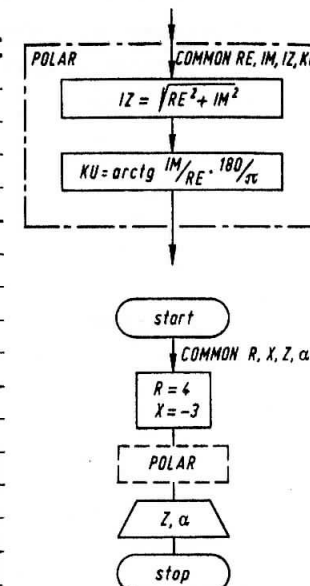 POLAR COMMON RE, IM, IZ, KU
IZ = √RE² + IM²
KU = arctg IM/RE · 180/π
start
COMMON R, X, Z, α
R = 4
X = -3
POLAR
Z, α
stop